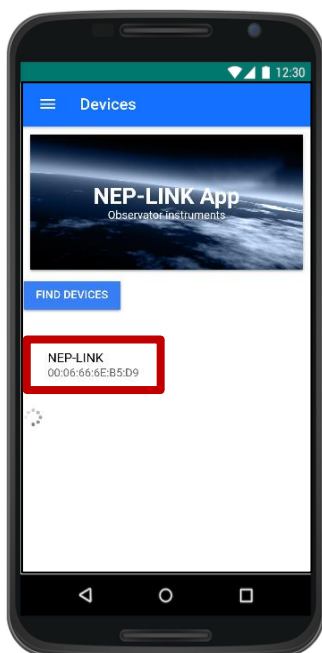 12:30
Devices
NEP-LINK App
Observator instruments
FIND DEVICES
NEP-LINK
00:06:66:6E:B5:D9